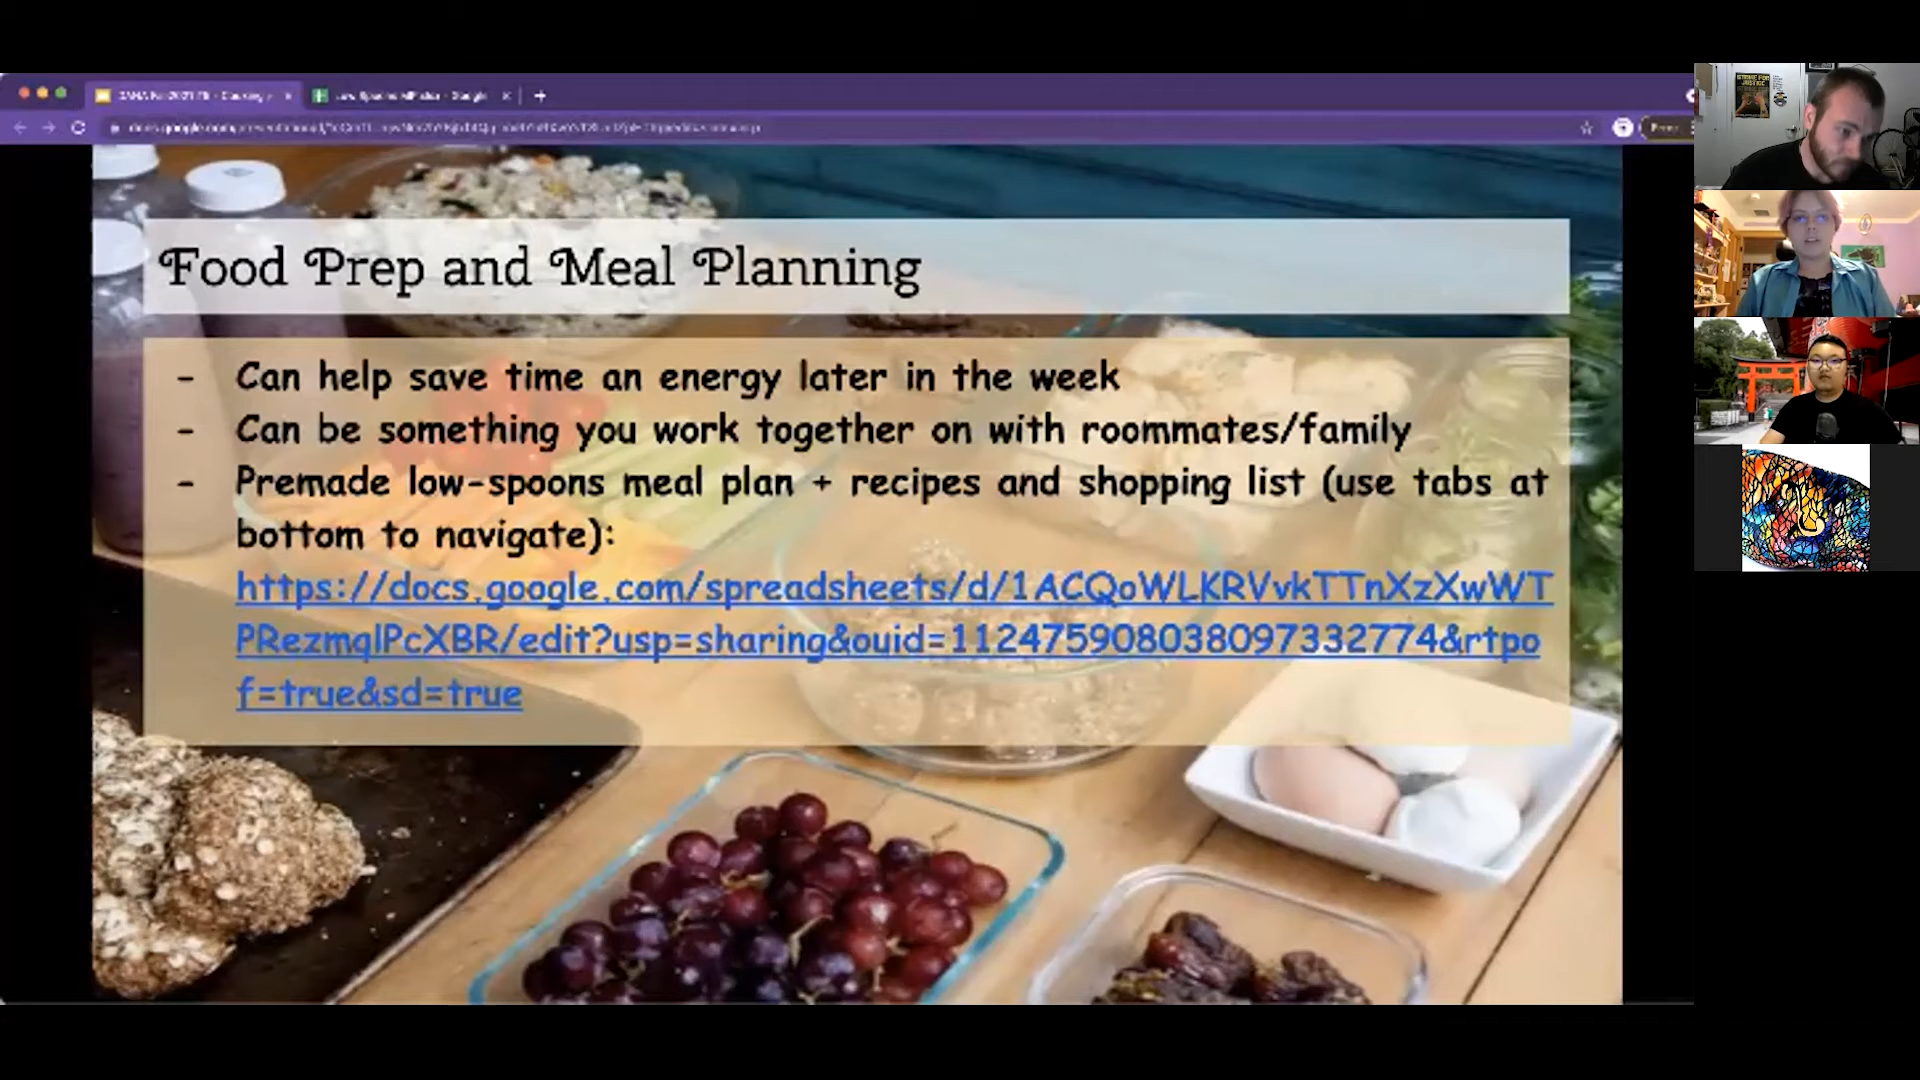 Food Prep and Meal Planning
- Can help save time an energy later in the week
- Can be something you work together on with roommates/family
- Premade low-spoons meal plan + recipes and shopping list (use tabs at
bottom to navigate):
https://docs.google.com/spreadsheets/d/1ACQoWLKRVvkTTnXzXwWT
PRezmqlPcXBR/edit?usp=sharing&ouid=112475908038097332774&rtpo
f=true&sd=true